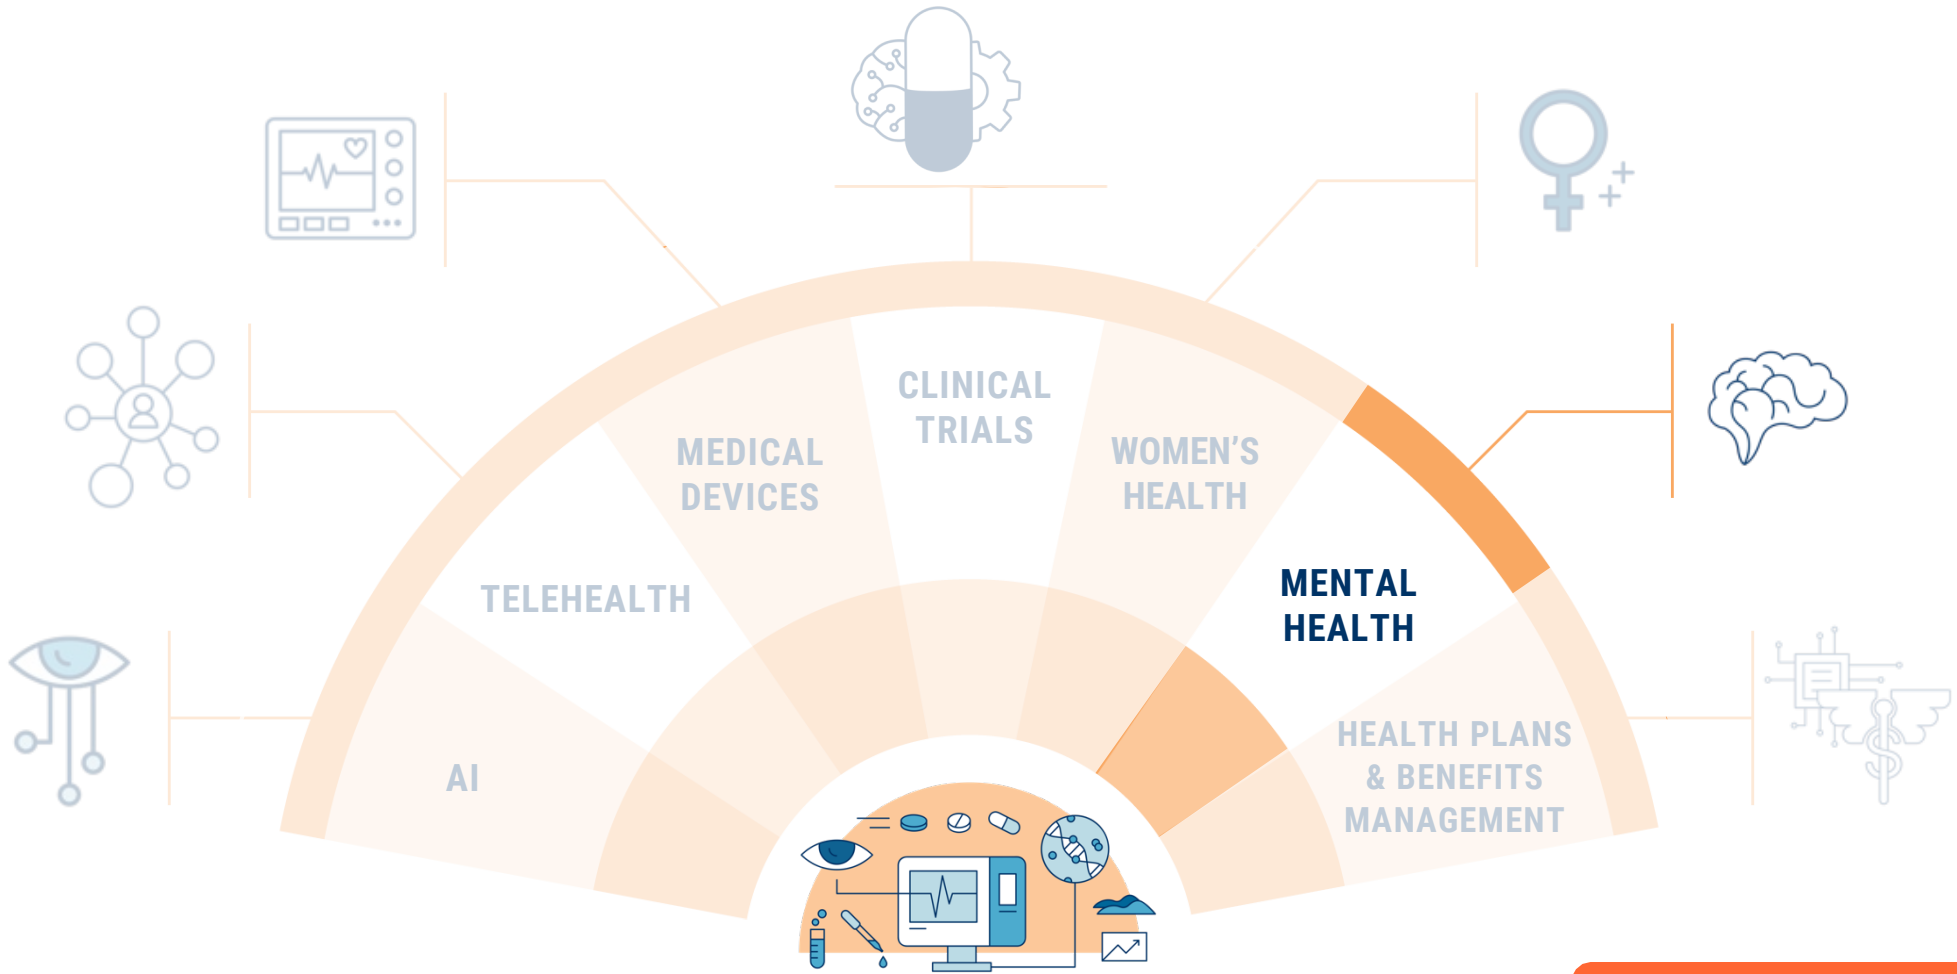 CLINICAL
TRIALS
MEDICAL
DEVICES
WOMEN'S
HEALTH
TELEHEALTH
MENTAL
HEALTH
AI
HEALTH PLANS
& BENEFITS
MANAGEMENT